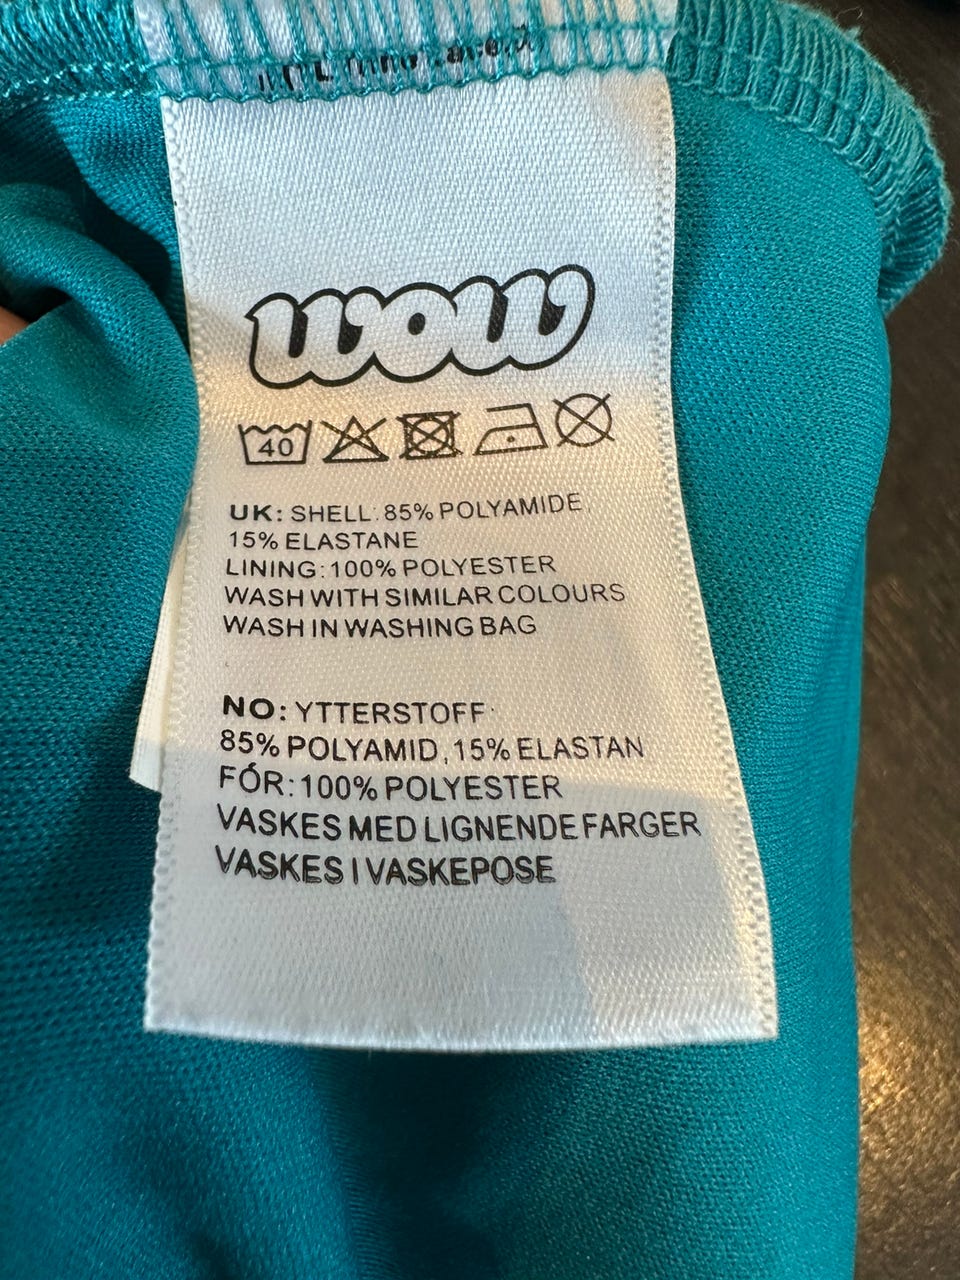 wow
40
UK: SHELL: 85% POLYAMIDE,
15% ELASTANE
LINING: 100% POLYESTER
WASH WITH SIMILAR COLOURS
WASH IN WASHING BAG
NO: YTTERSTOFF:
85% POLYAMID, 15% ELASTAN
FÓR: 100% POLYESTER
VASKES MED LIGNENDE FARGER
VASKES I VASKEPOSE